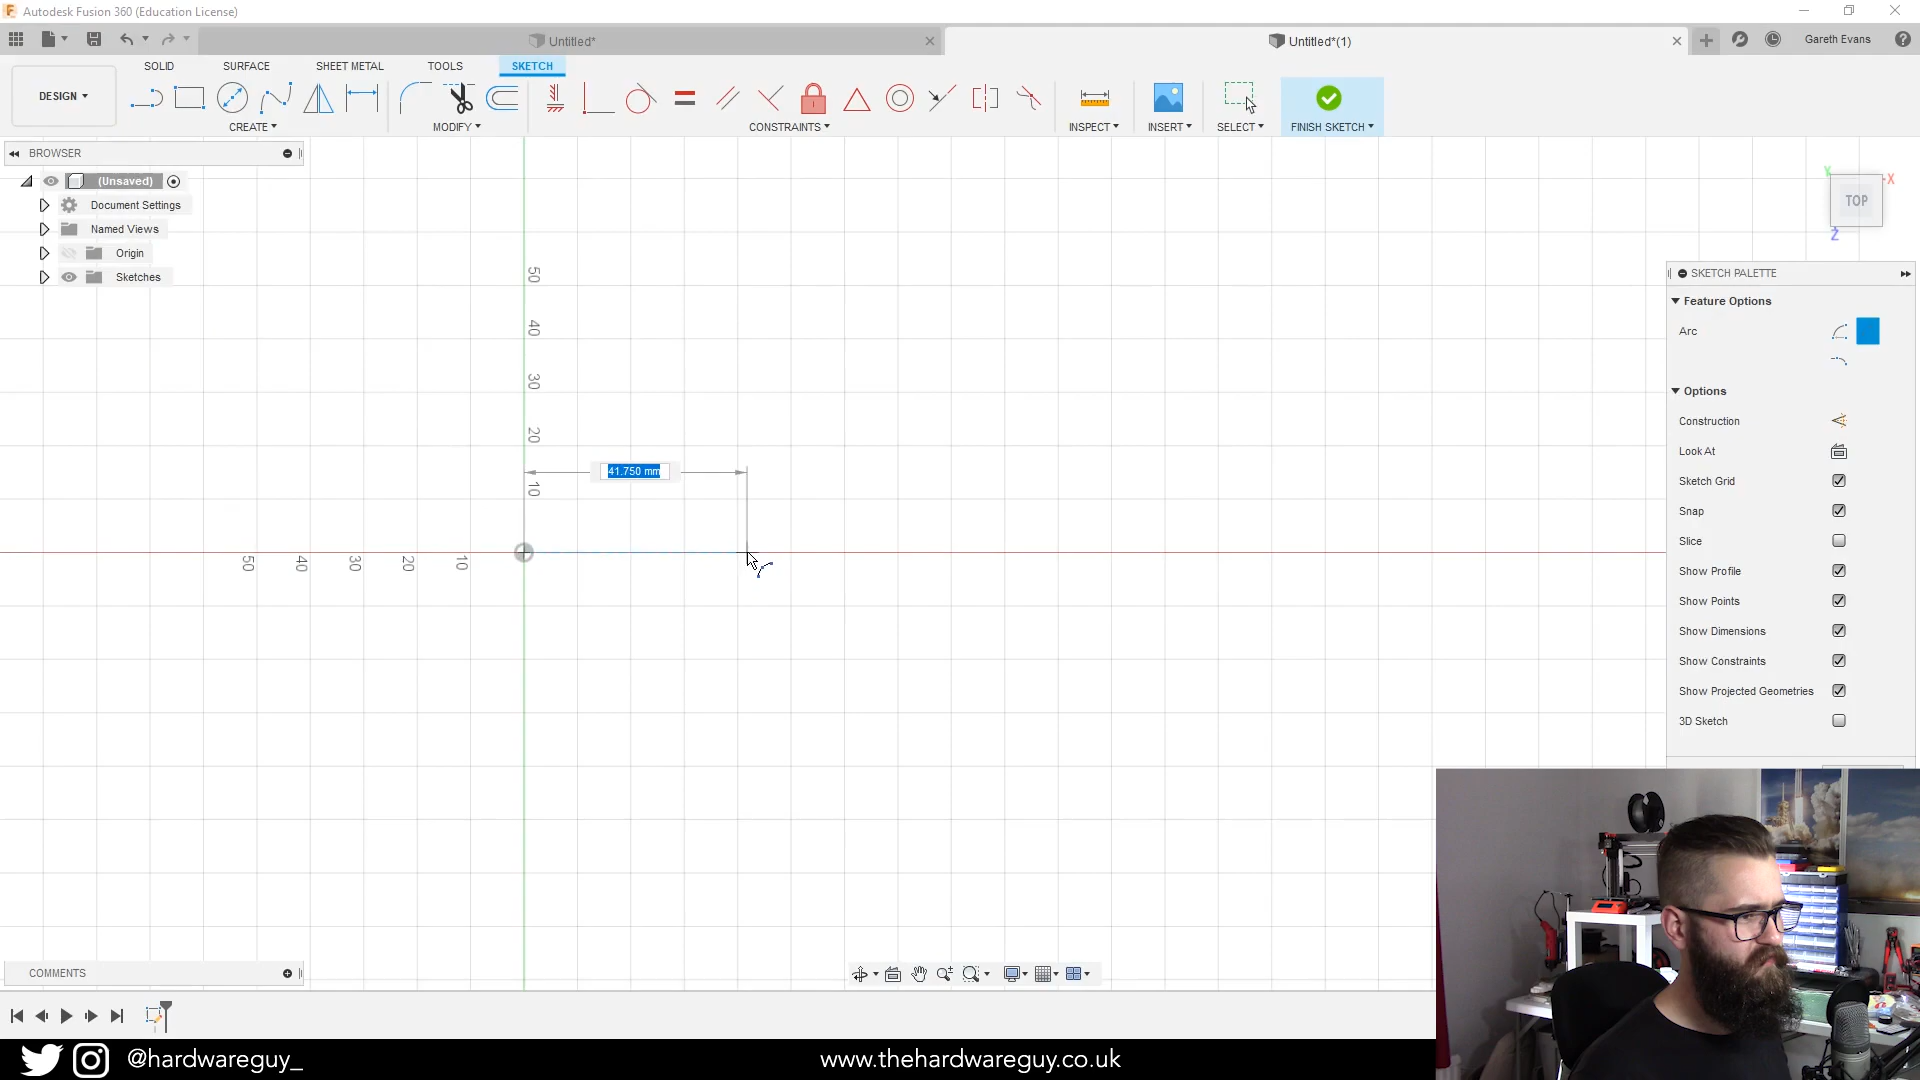 Autodesk Fusion 360 (Education License)
Untitled*
Untitled*(1)
Gareth Evans
DESIGN
SOLID
SURFACE
SHEET METAL
TOOLS
SKETCH
CREATE
MODIFY
CONSTRAINTS
INSPECT
INSERT
SELECT
FINISH SKETCH
BROWSER
(Unsaved)
Document Settings
Named Views
Origin
Sketches
TOP
X
Y
Z
50
40
30
20
10
41.750 mm
50
40
30
20
10
SKETCH PALETTE
Feature Options
Arc
Options
Construction
Look At
Sketch Grid
Snap
Slice
Show Profile
Show Points
Show Dimensions
Show Constraints
Show Projected Geometries
3D Sketch
COMMENTS
@hardwareguy_
www.thehardwareguy.co.uk